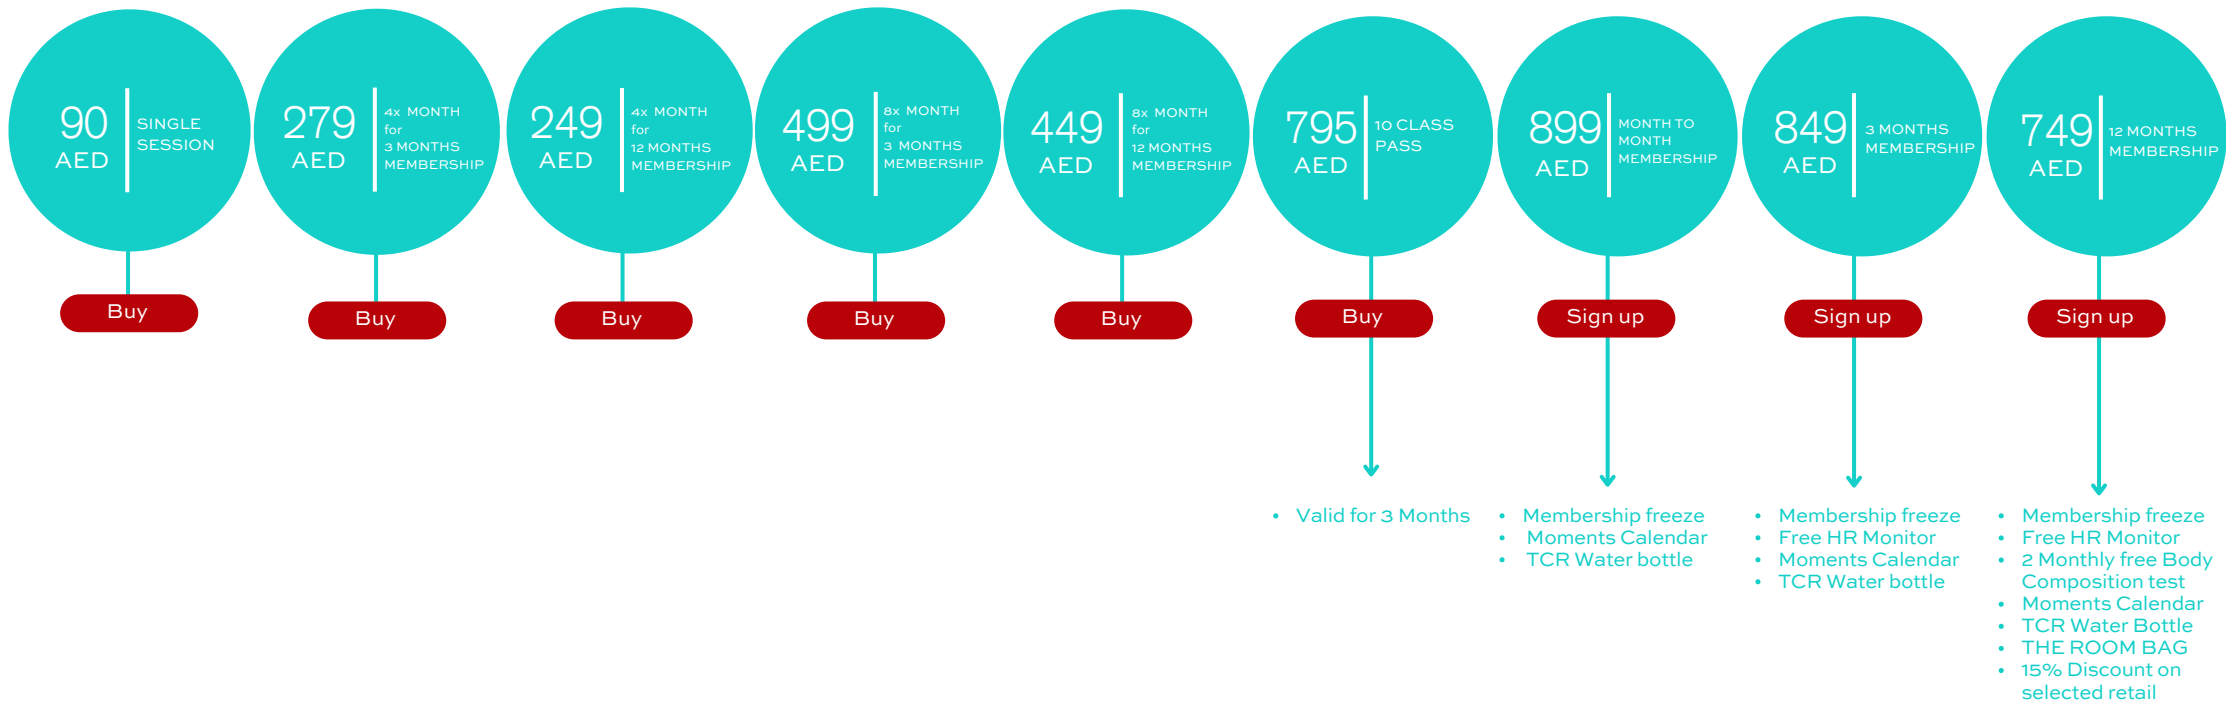 90
AED
SINGLE
SESSION
Buy
279
AED
4x MONTH
for
3 MONTHS
MEMBERSHIP
Buy
249
AED
4x MONTH
for
12 MONTHS
MEMBERSHIP
Buy
499
AED
8x MONTH
for
3 MONTHS
MEMBERSHIP
Buy
449
AED
8x MONTH
for
12 MONTHS
MEMBERSHIP
Buy
795
AED
10 CLASS
PASS
Buy
• Valid for 3 Months
899
AED
MONTH TO
MONTH
MEMBERSHIP
Sign up
• Membership freeze
• Moments Calendar
• TCR Water bottle
849
AED
3 MONTHS
MEMBERSHIP
Sign up
• Membership freeze
• Free HR Monitor
• Moments Calendar
• TCR Water bottle
749
AED
12 MONTHS
MEMBERSHIP
Sign up
• Membership freeze
• Free HR Monitor
• 2 Monthly free Body
Composition test
• Moments Calendar
• TCR Water Bottle
• THE ROOM BAG
• 15% Discount on
selected retail